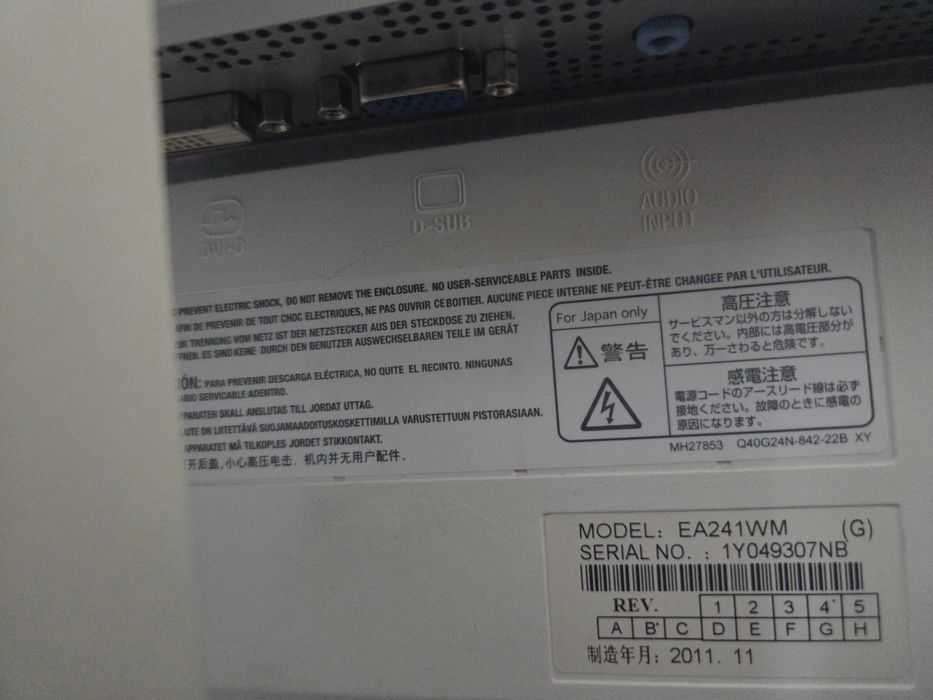 DVI-D
D-SUB
AUDIO
INPUT
PREVENT ELECTRIC SHOCK, DO NOT REMOVE THE ENCLOSURE. NO USER-SERVICEABLE PARTS INSIDE.
AFIN DE PREVENIR DE TOUT CHOC ELECTRIQUES, NE PAS OUVRIR CE BOITIER. AUCUNE PIECE INTERNE NE PEUT-ÊTRE CHANGEE PAR L'UTILISATEUR.
ZUR TRENNUNG VOM NETZ IST DER NETZSTECKER AUS DER STECKDOSE ZU ZIEHEN.
ES SIND KEINE DURCH DEN BENUTZER AUSWECHSELBAREN TEILE IM GERÄT
PARA PREVENIR DESCARGA ELÉCTRICA, NO QUITE EL RECINTO. NINGUNAS
SERVICABLE ADENTRO.
SKALL ANSLUTAS TILL JORDAT UTTAG.
ON LIITETTÄVÄ SUOJAMAADOITUSKOSKETTIMILLA VARUSTETTUUN PISTORASIAAN.
APPARATET MÅ TILKOPLES JORDET STIKKONTAKT.
打开后盖, 小心高压电击. 机内并无用户配件.
For Japan only
警告
高圧注意
サービスマン以外の方は分解しない
でください。内部には高電圧部分が
あり、万一さわると危険です。
感電注意
電源コードのアースリード線は必ず
接地ください。故障のときに感電の
原因になります。
MH27853 Q40G24N-842-22B XY
MODEL: EA241WM (G)
SERIAL NO. : 1Y049307NB
REV. 1 2 3 4 5
A B C D E F G H
制造年月: 2011. 11